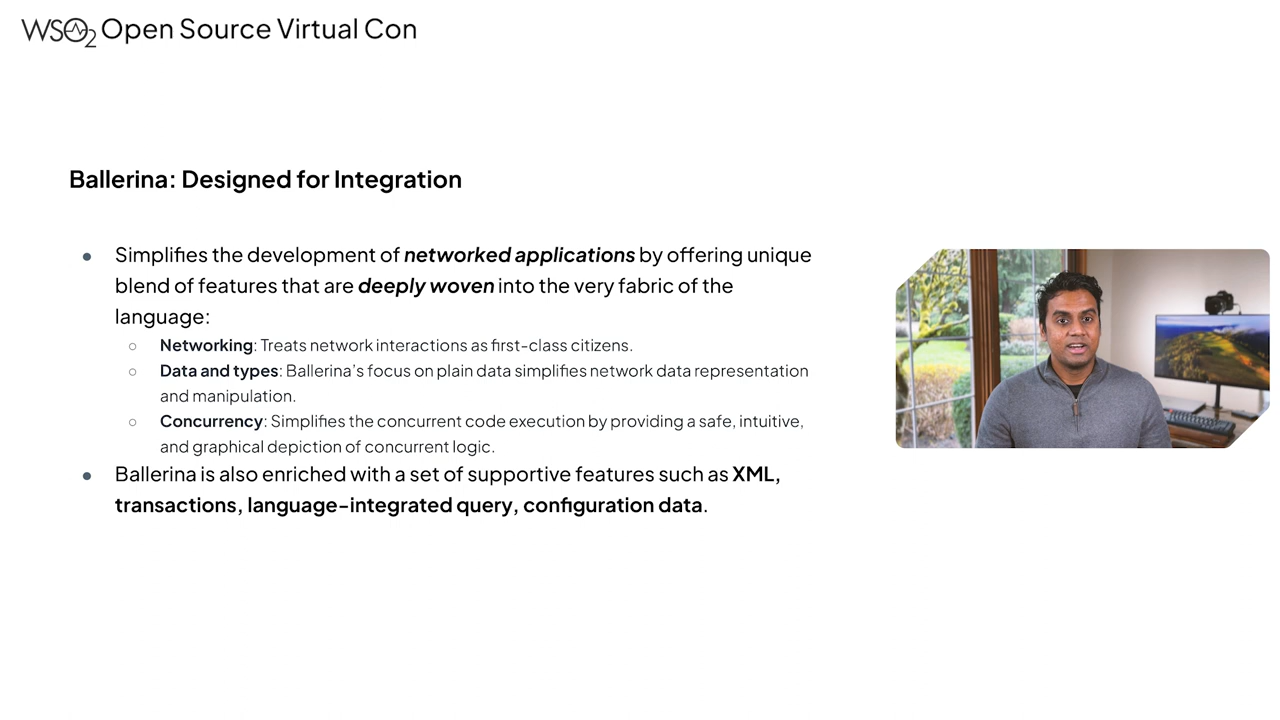 WSO2 Open Source Virtual Con
Ballerina: Designed for Integration
● Simplifies the development of networked applications by offering unique
blend of features that are deeply woven into the very fabric of the
language:
○ Networking: Treats network interactions as first-class citizens.
○ Data and types: Ballerina’s focus on plain data simplifies network data representation
and manipulation.
○ Concurrency: Simplifies the concurrent code execution by providing a safe, intuitive,
and graphical depiction of concurrent logic.
● Ballerina is also enriched with a set of supportive features such as XML,
transactions, language-integrated query, configuration data.